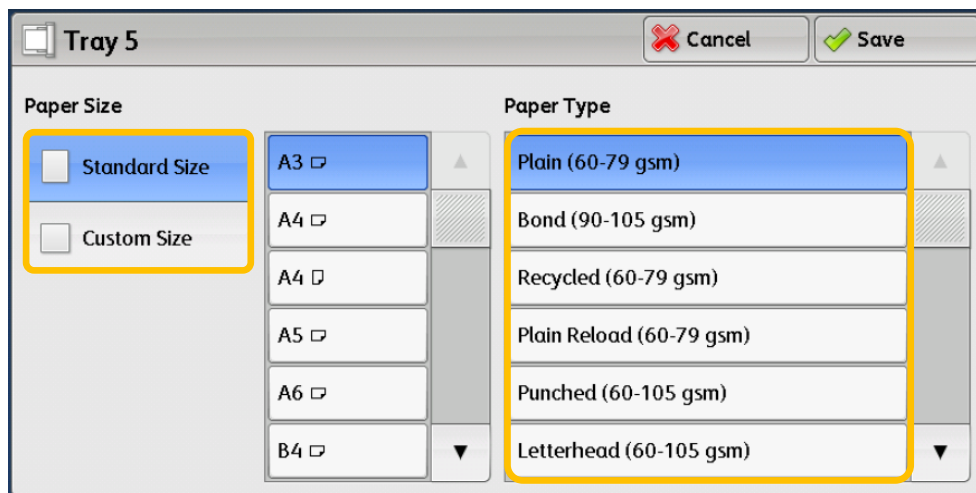 Tray 5
Cancel
Save
Paper Size
Paper Type
Standard Size
Custom Size
A3
A4
A4
A5
A6
B4
Plain (60-79 gsm)
Bond (90-105 gsm)
Recycled (60-79 gsm)
Plain Reload (60-79 gsm)
Punched (60-105 gsm)
Letterhead (60-105 gsm)